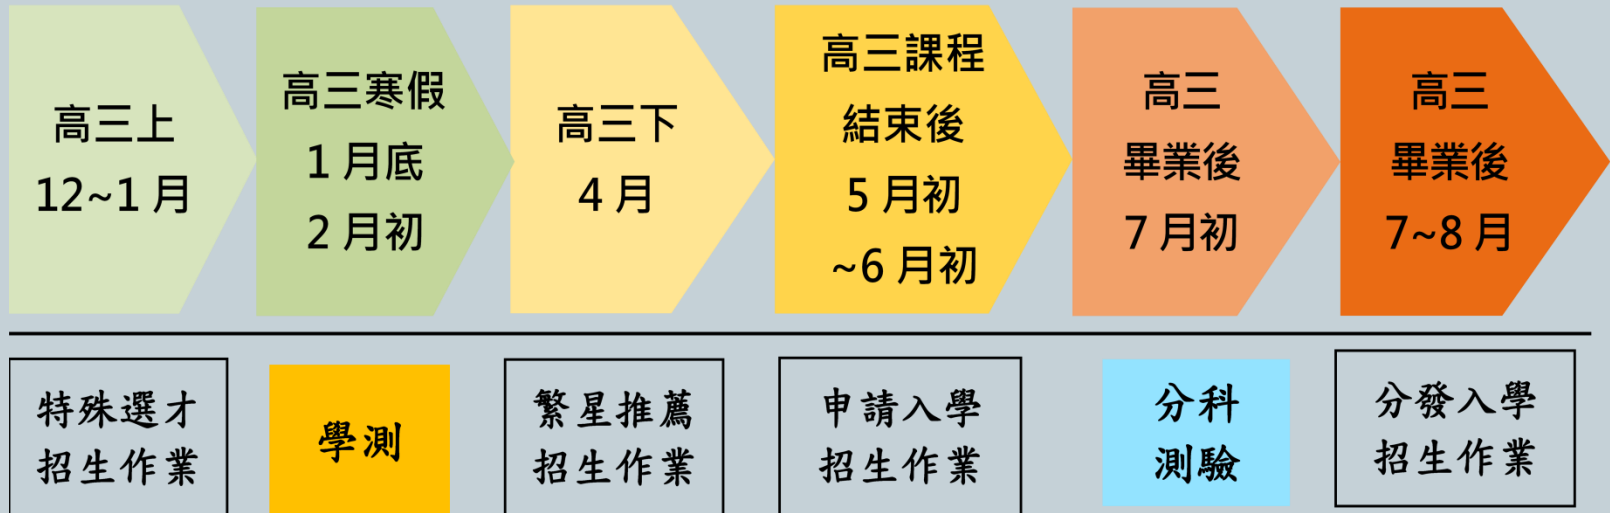 高三上
12~1 月
高三寒假
1 月底
2 月初
高三下
4 月
高三課程
結束後
5 月初
~6 月初
高三
畢業後
7 月初
高三
畢業後
7~8 月
特殊選才
招生作業
學測
繁星推薦
招生作業
申請入學
招生作業
分科
測驗
分發入學
招生作業